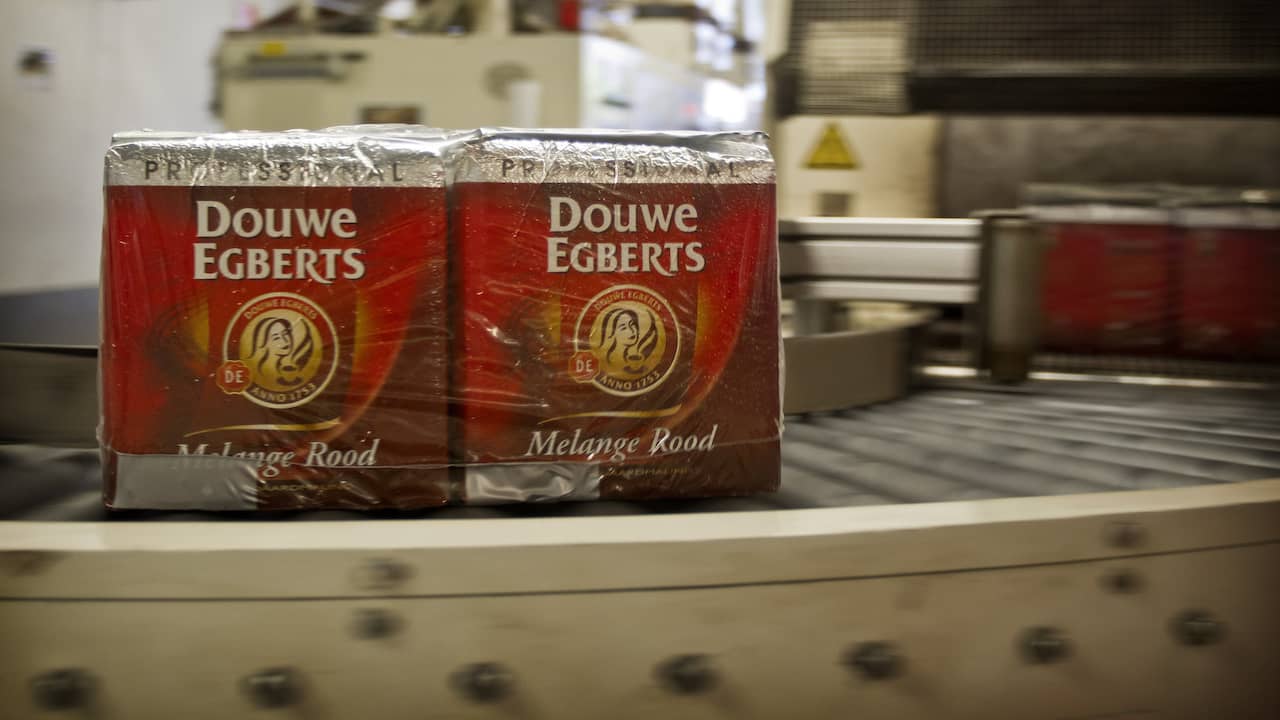 PROFESSIONAL
DOUWE
EGBERTS
DOUWE EGBERTS
DE
ANNO 1753
Melange Rood
PROFESSIONAL
DOUWE
EGBERTS
DOUWE EGBERTS
DE
ANNO 1753
Melange Rood